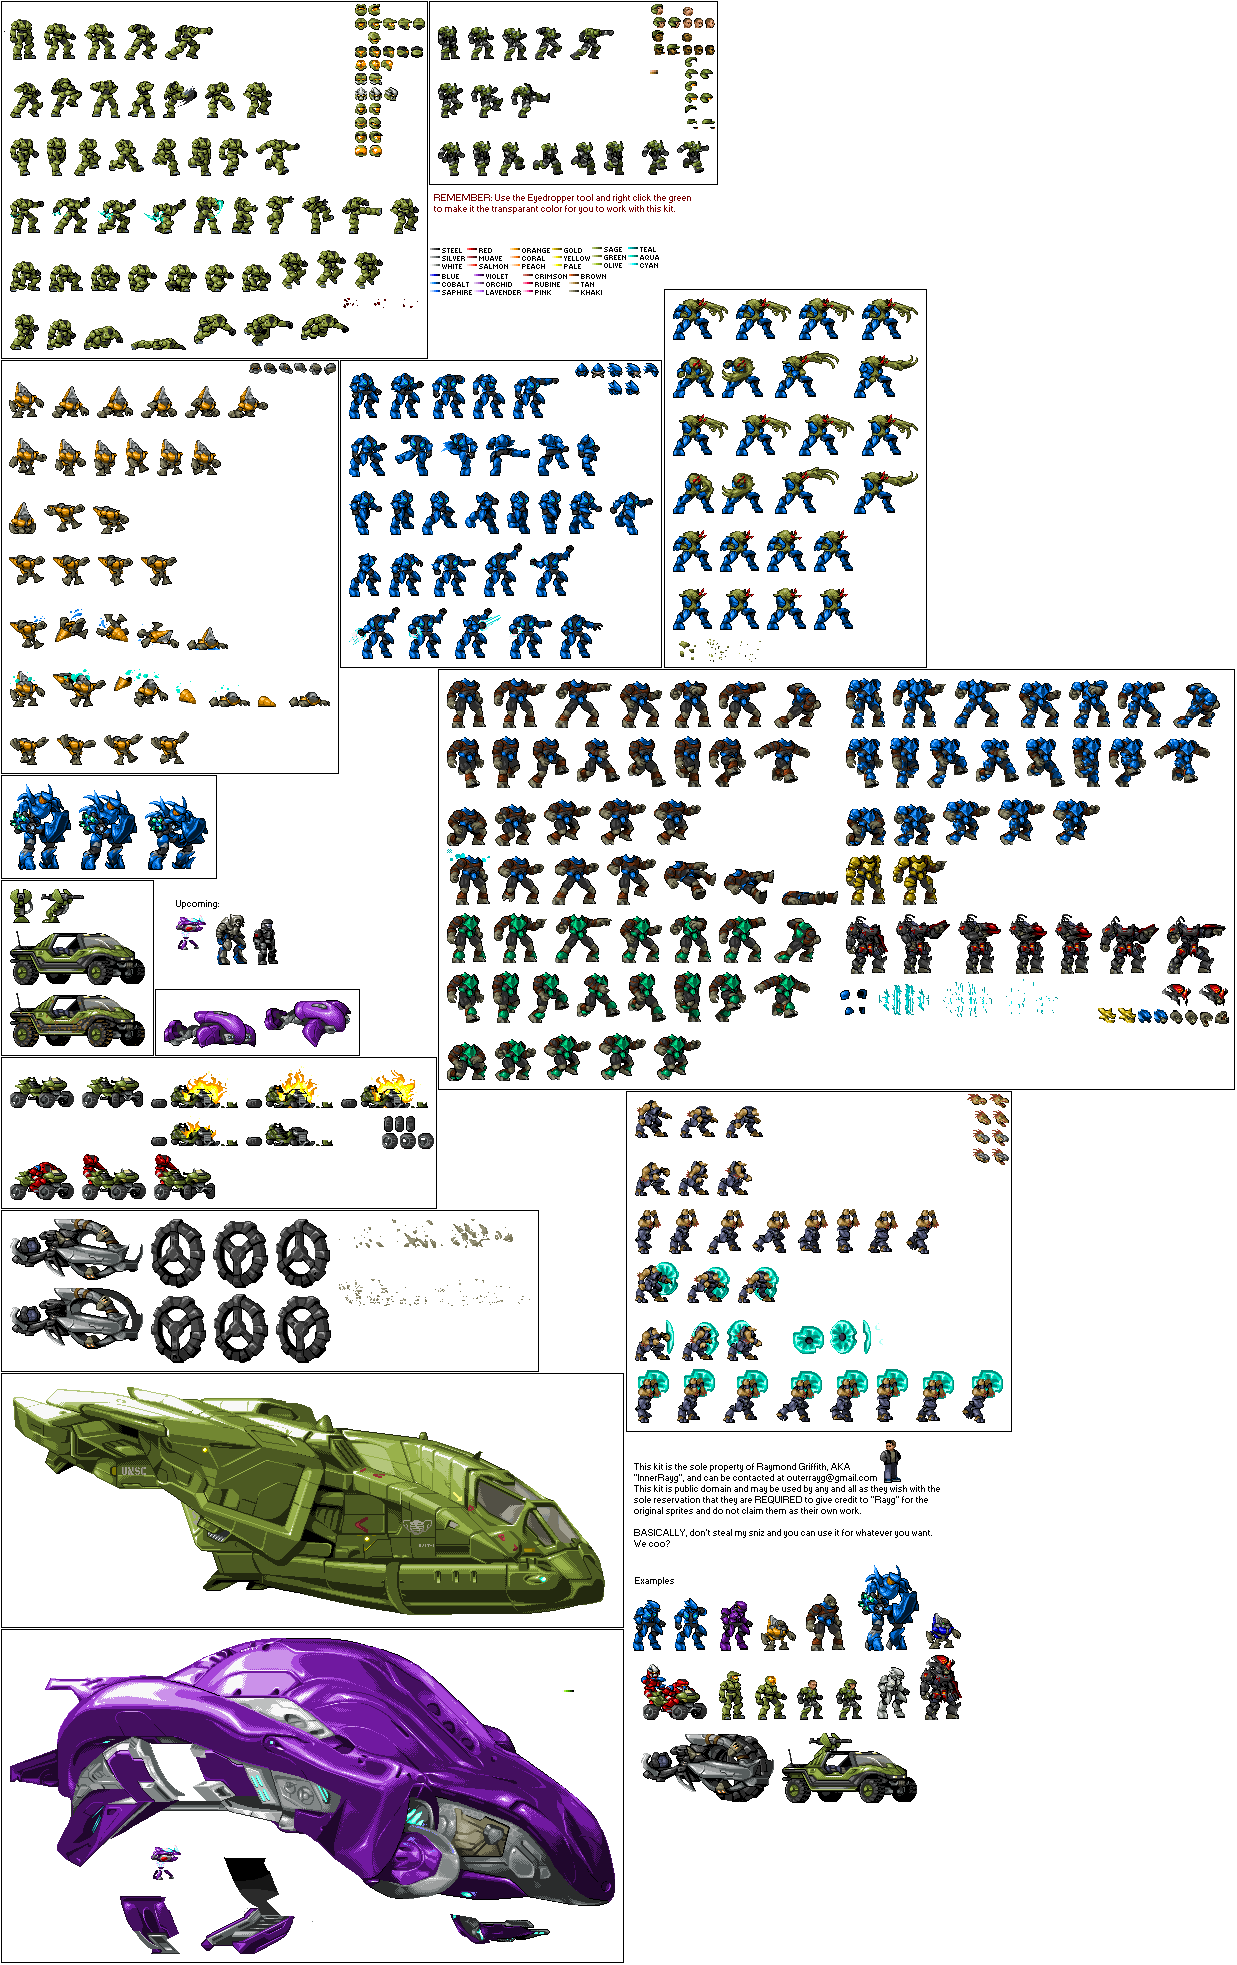 REMEMBER: Use the Eyedropper tool and right click the green
to make it the transparant color for you to work with this kit.
STEEL RED ORANGE GOLD SAGE TEAL
SILVER MUAVE CORAL YELLOW GREEN AQUA
WHITE SALMON PEACH PALE OLIVE CYAN
BLUE VIOLET CRIMSON BROWN
COBALT ORCHID RUBINE TAN
SAPHIRE LAVENDER PINK KHAKI
Upcoming:
UNSC
This kit is the sole property of Raymond Griffith, AKA
"InnerRayg", and can be contacted at outerrayg@gmail.com
This kit is public domain and may be used by any and all as they wish with the
sole reservation that they are REQUIRED to give credit to "Rayg" for the
original sprites and do not claim them as their own work.
BASICALLY, don't steal my sniz and you can use it for whatever you want.
We coo?
Examples